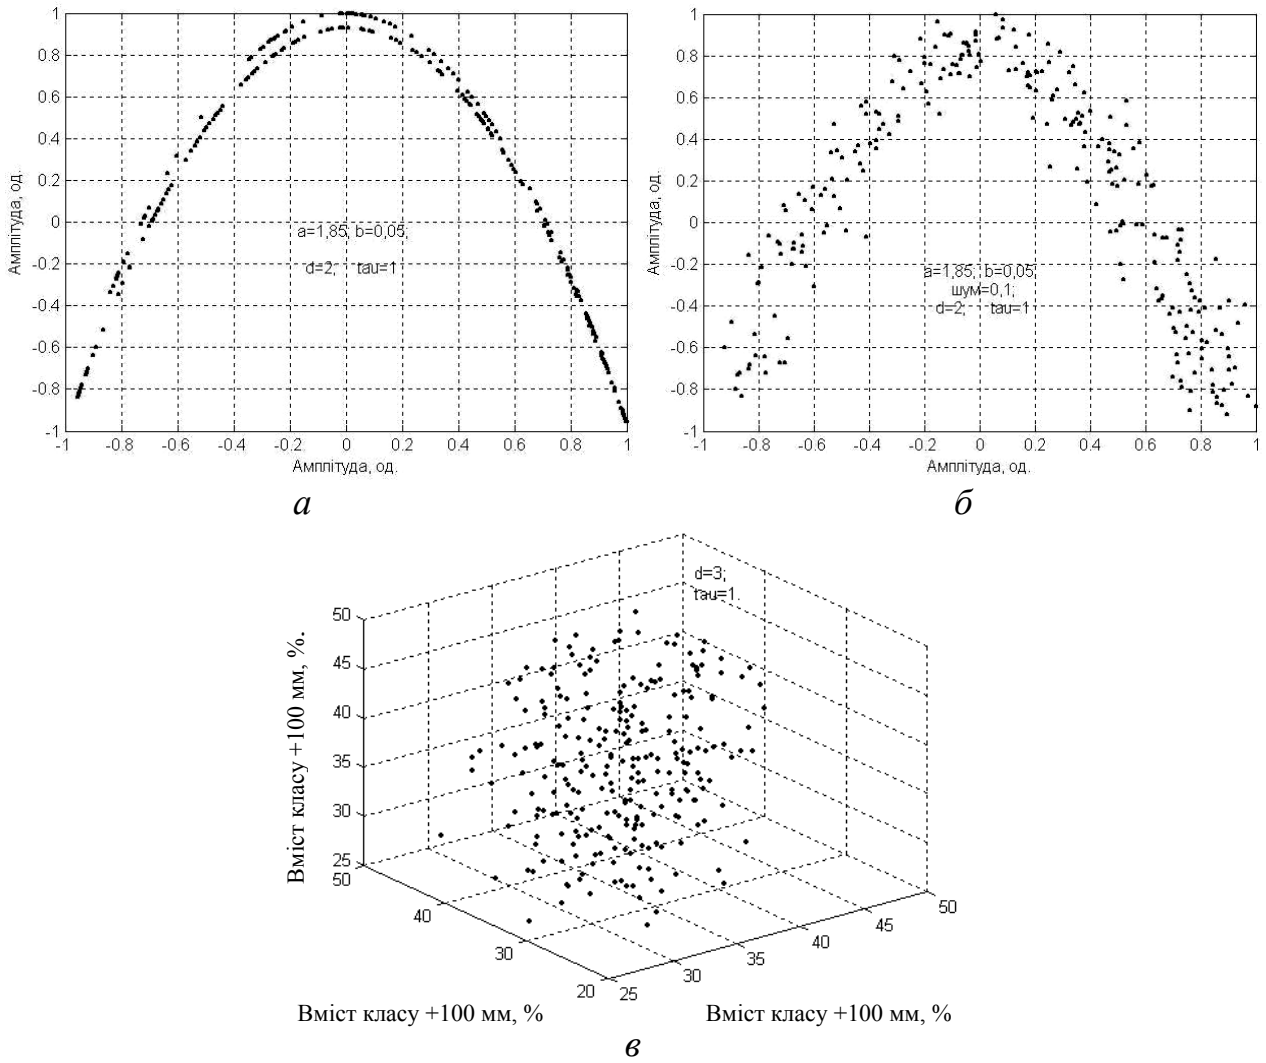 1
0.8
0.6
0.4
0.2
0
-0.2
-0.4
-0.6
-0.8
-1
Амплітуда, од.
a=1,85; b=0,05;
d=2; tau=1
-1 -0.8 -0.6 -0.4 -0.2 0 0.2 0.4 0.6 0.8 1
Амплітуда, од.
а
1
0.8
0.6
0.4
0.2
0
-0.2
-0.4
-0.6
-0.8
-1
Амплітуда, од.
a=1,85; b=0,05;
шум=0,1;
d=2; tau=1
-1 -0.8 -0.6 -0.4 -0.2 0 0.2 0.4 0.6 0.8 1
Амплітуда, од.
б
d=3;
tau=1.
50
45
40
35
30
25
Вміст класу +100 мм, %.
50
40
30
20
25
30
35
40
45
50
Вміст класу +100 мм, %
Вміст класу +100 мм, %
в